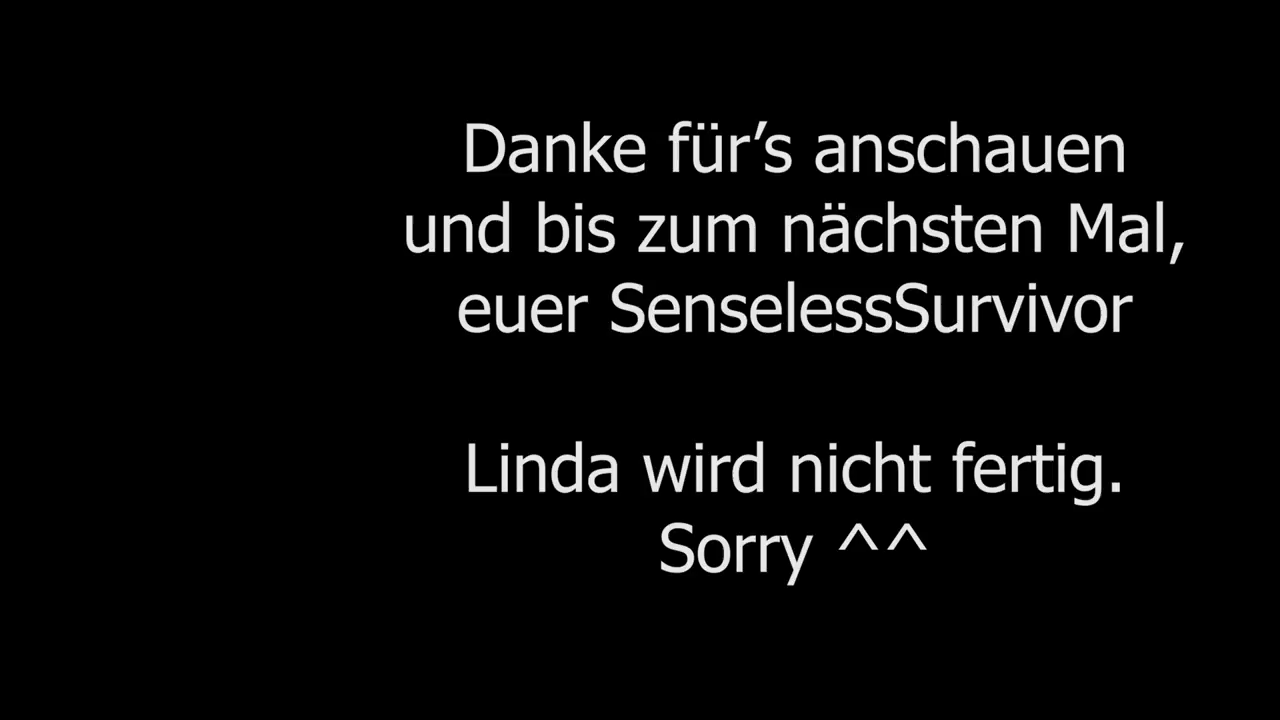 Danke für’s anschauen
und bis zum nächsten Mal,
euer SenselessSurvivor
Linda wird nicht fertig.
Sorry ^^